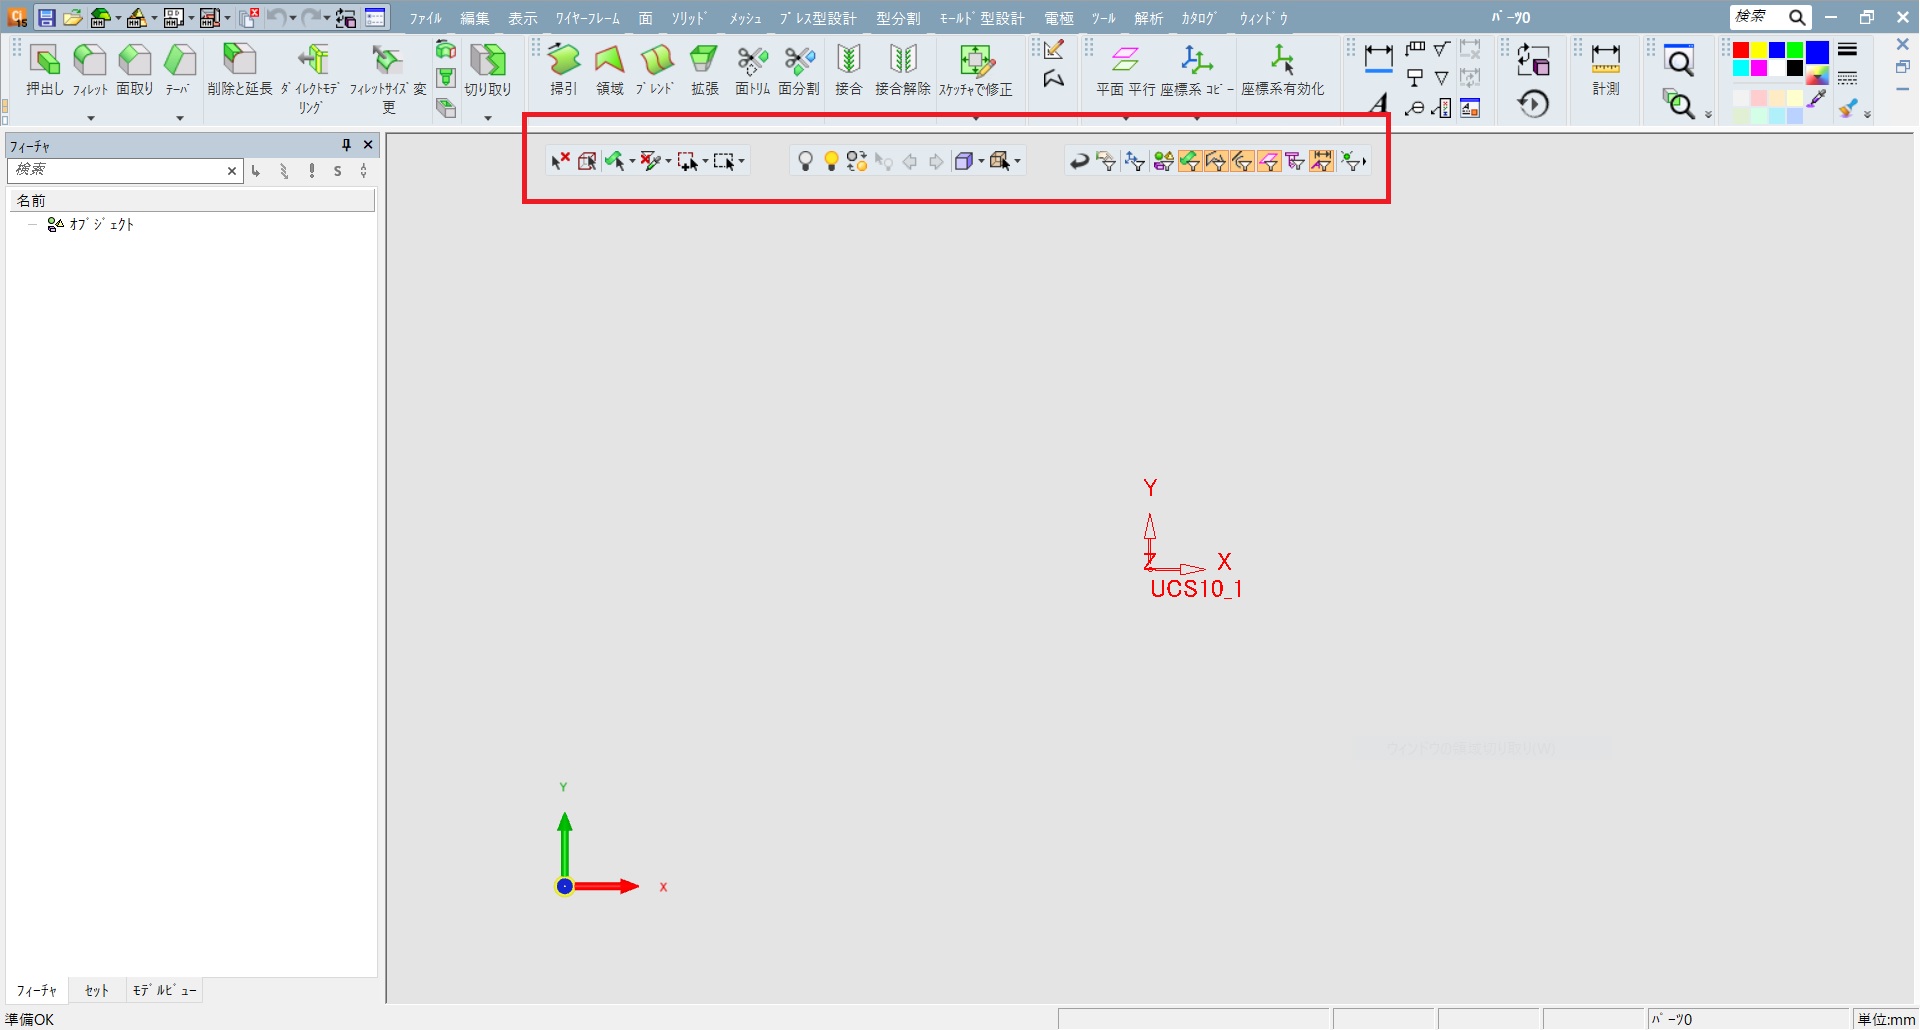 ファイル 編集 表示 ワイヤーフレーム 面 ソリッド メッシュ プレス型設計 型分割 モールド型設計 電極 ツール 解析 カタログ ウィンドウ パーツ0 検索
15
押出し フィレット 面取り テーパ 削除と延長 ダイレクトモデリング フィレットサイズ変更 切り取り 掃引 領域 ブレンド 拡張 面トリム 面分割 接合 接合解除 スケッチャで修正 平面 平行 座標系 コピー 座標系有効化 A 計測
フィーチャ
検索
S
名前
オブジェクト
Y
Z X
UCS10_1
Y
X
フィーチャ セット モデルビュー
準備OK パーツ0 単位:mm